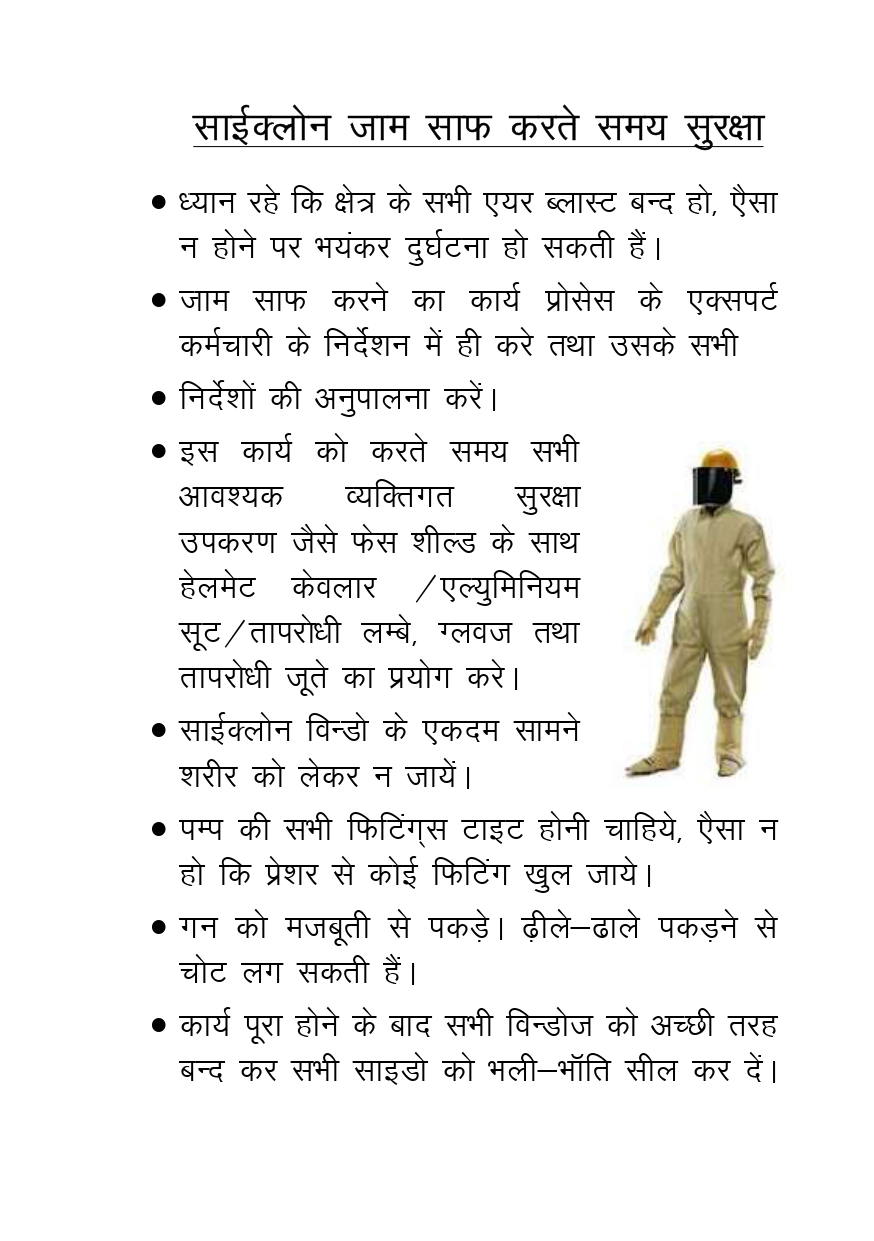 साईक्लोन जाम साफ करते समय सुरक्षा
• ध्यान रहे कि क्षेत्र के सभी एयर ब्लास्ट बन्द हो, एैसा
न होने पर भयंकर दुर्घटना हो सकती हैं।
• जाम साफ करने का कार्य प्रोसेस के एक्सपर्ट
कर्मचारी के निर्देशन में ही करे तथा उसके सभी
• निर्देशों की अनुपालना करें।
• इस कार्य को करते समय सभी
आवश्यक व्यक्तिगत सुरक्षा
उपकरण जैसे फेस शील्ड के साथ
हेलमेट केवलार /एल्युमिनियम
सूट/तापरोधी लम्बे, ग्लवज तथा
तापरोधी जूते का प्रयोग करे।
• साईक्लोन विन्डो के एकदम सामने
शरीर को लेकर न जायें।
• पम्प की सभी फिटिंग्स टाइट होनी चाहिये, एैसा न
हो कि प्रेशर से कोई फिटिंग खुल जाये।
• गन को मजबूती से पकड़े। ढ़ीले–ढाले पकड़ने से
चोट लग सकती हैं।
• कार्य पूरा होने के बाद सभी विन्डोज को अच्छी तरह
बन्द कर सभी साइडो को भली–भॉति सील कर दें।